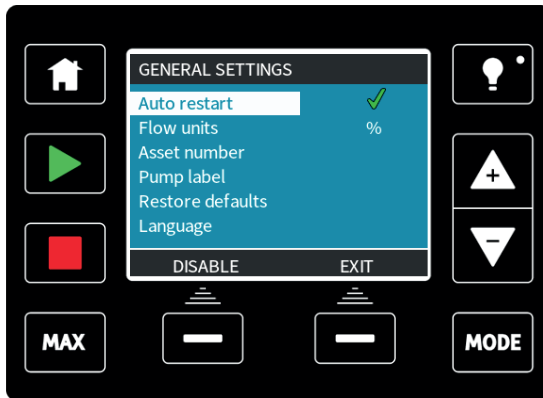 GENERAL SETTINGS
Auto restart
Flow units %
Asset number
Pump label
Restore defaults
Language
DISABLE EXIT
+
-
MAX
MODE